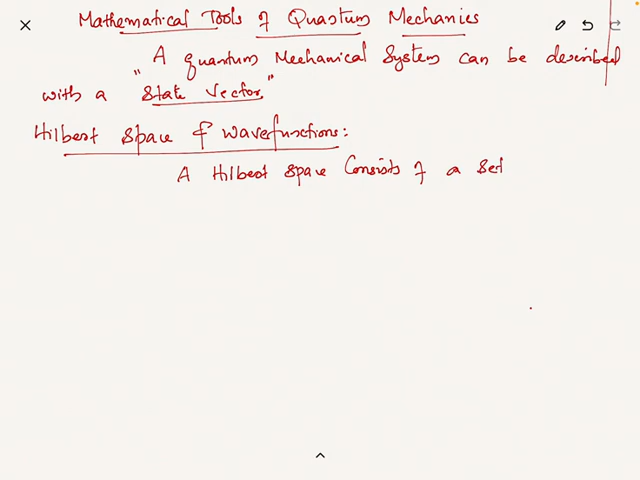 Mathematical Tools of Quantum Mechanics
"A quantum Mechanical System can be described
with a State Vector"
Hilbert Space & Wavefunctions:
A Hilbert Space Consists of a Set